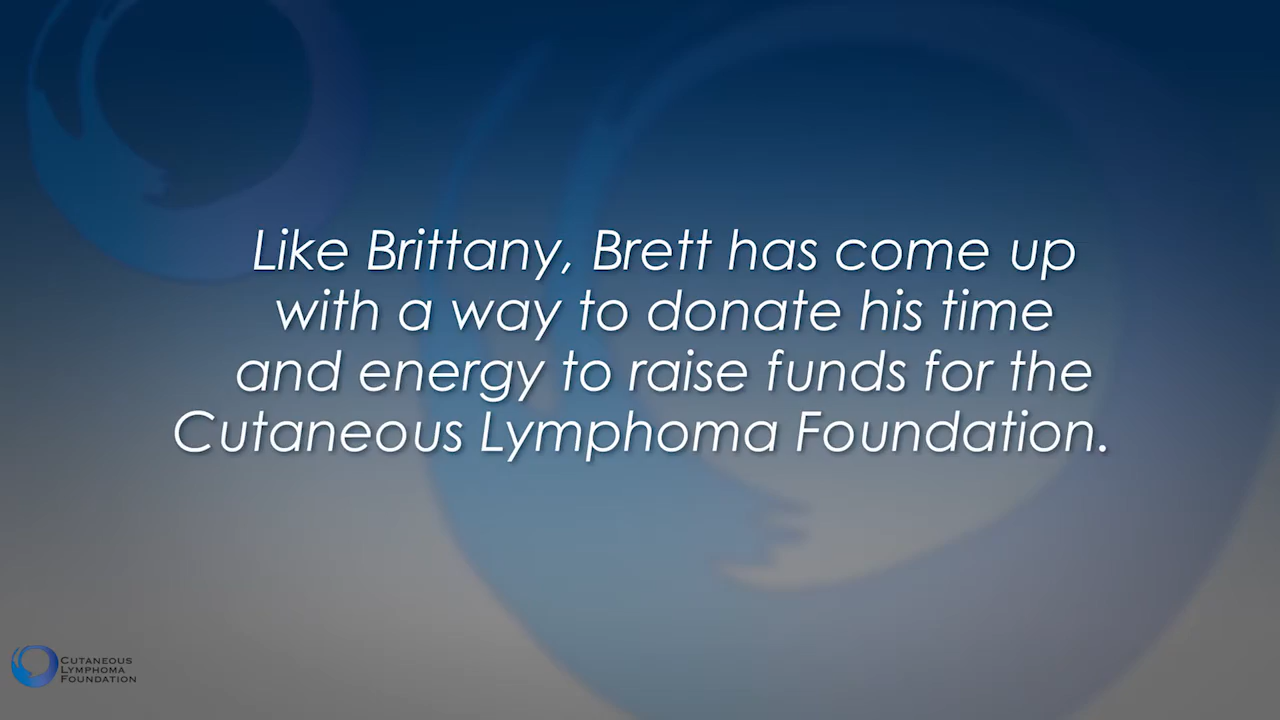 Like Brittany, Brett has come up
with a way to donate his time
and energy to raise funds for the
Cutaneous Lymphoma Foundation.
CUTANEOUS
LYMPHOMA
FOUNDATION